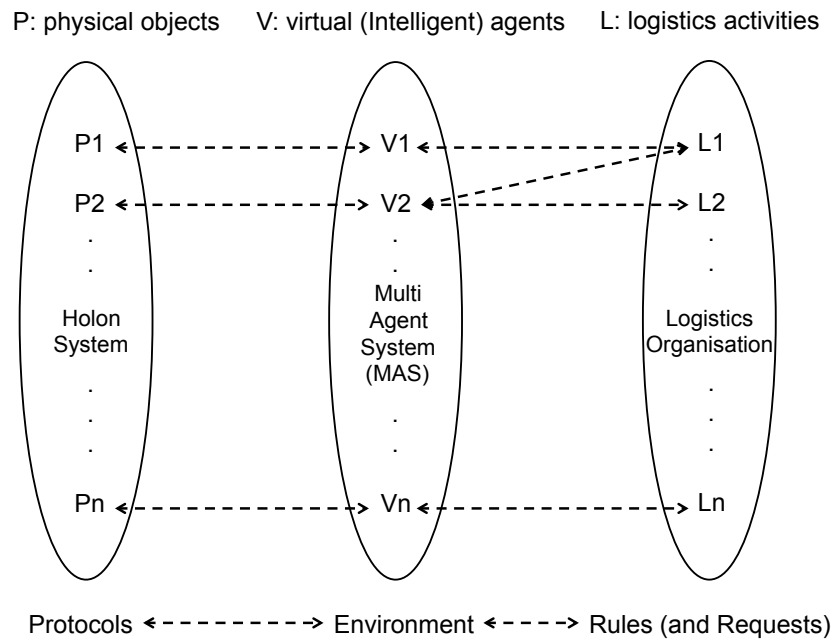 P: physical objects V: virtual (Intelligent) agents L: logistics activities
P1 V1 L1
P2 V2 L2
. . .
. . .
Holon
System
Multi
Agent
System
(MAS)
Logistics
Organisation
. . .
. . .
. . .
Pn Vn Ln
Protocols Environment Rules (and Requests)